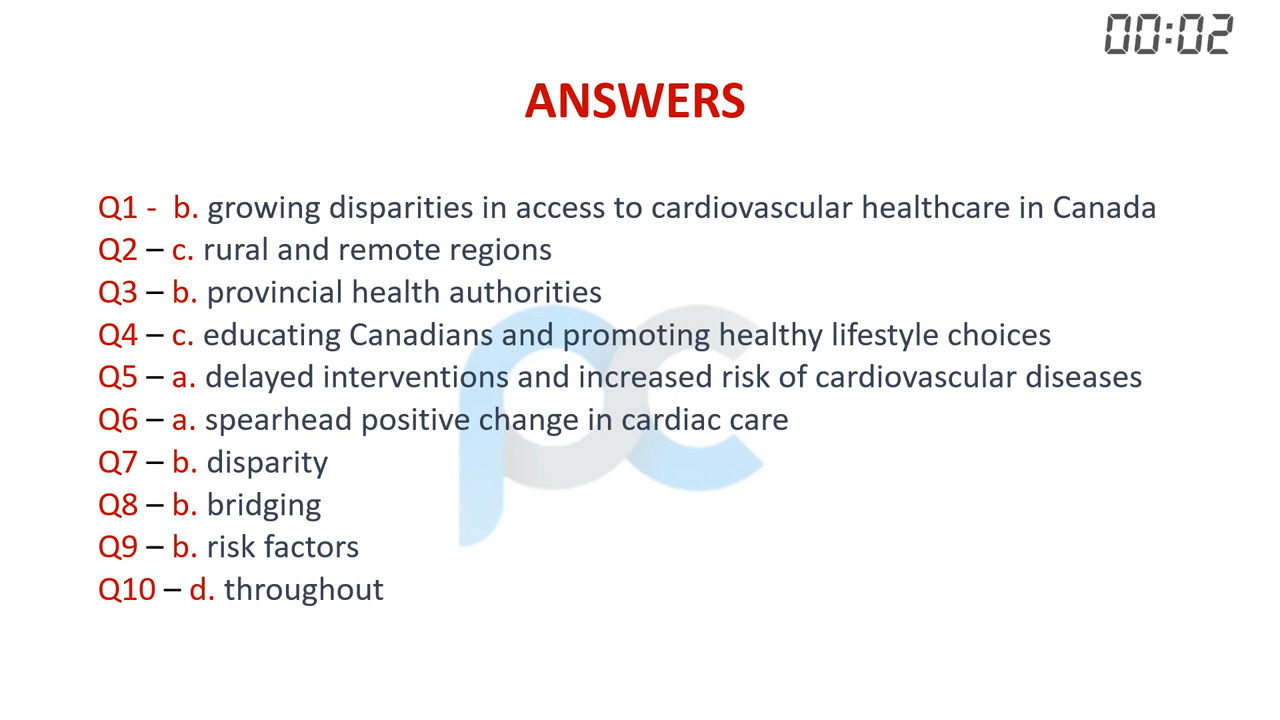 00:02
ANSWERS
Q1 -  b. growing disparities in access to cardiovascular healthcare in Canada
Q2 – c. rural and remote regions
Q3 – b. provincial health authorities
Q4 – c. educating Canadians and promoting healthy lifestyle choices
Q5 – a. delayed interventions and increased risk of cardiovascular diseases
Q6 – a. spearhead positive change in cardiac care
Q7 – b. disparity
Q8 – b. bridging
Q9 – b. risk factors
Q10 – d. throughout
pc